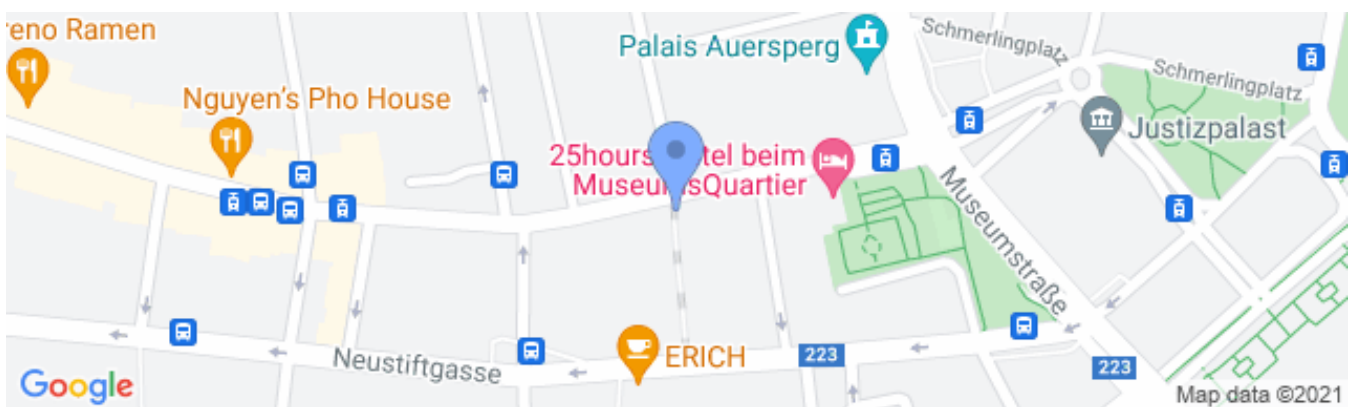 reno Ramen
Nguyen's Pho House
Palais Auersperg
Schmerlingplatz
Schmerlingplatz
Justizpalast
25hours tel beim
MuseumsQuartier
Museumstraße
Neustiftgasse
ERICH
223
223
Google
Map data ©2021